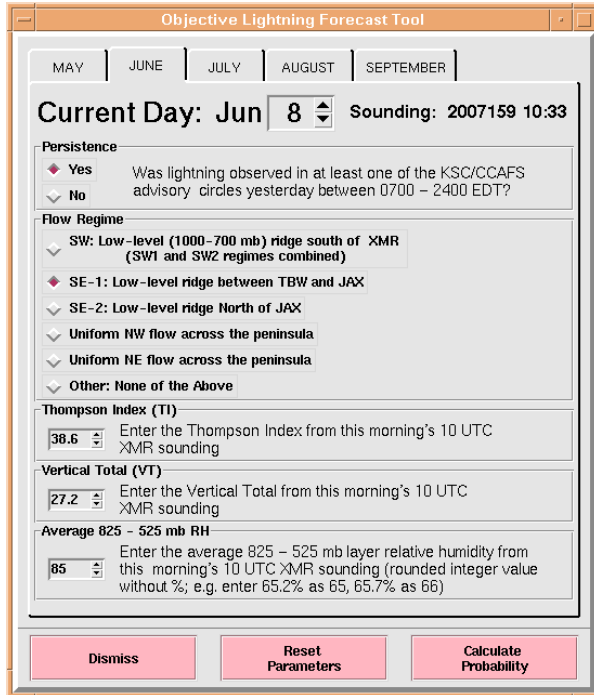 Objective Lightning Forecast Tool
MAY JUNE JULY AUGUST SEPTEMBER
Current Day: Jun 8 Sounding: 2007159 10:33
Persistence
Yes
No
Was lightning observed in at least one of the KSC/CCAFS
advisory circles yesterday between 0700 – 2400 EDT?
Flow Regime
SW: Low-level (1000-700 mb) ridge south of XMR
(SW1 and SW2 regimes combined)
SE-1: Low-level ridge between TBW and JAX
SE-2: Low-level ridge North of JAX
Uniform NW flow across the peninsula
Uniform NE flow across the peninsula
Other: None of the Above
Thompson Index (TI)
38.6 Enter the Thompson Index from this morning's 10 UTC
XMR sounding
Vertical Total (VT)
27.2 Enter the Vertical Total from this morning's 10 UTC
XMR sounding
Average 825 – 525 mb RH
85 Enter the average 825 – 525 mb layer relative humidity from
this morning's 10 UTC XMR sounding (rounded integer value
without %; e.g. enter 65.2% as 65, 65.7% as 66)
Dismiss
Reset
Parameters
Calculate
Probability